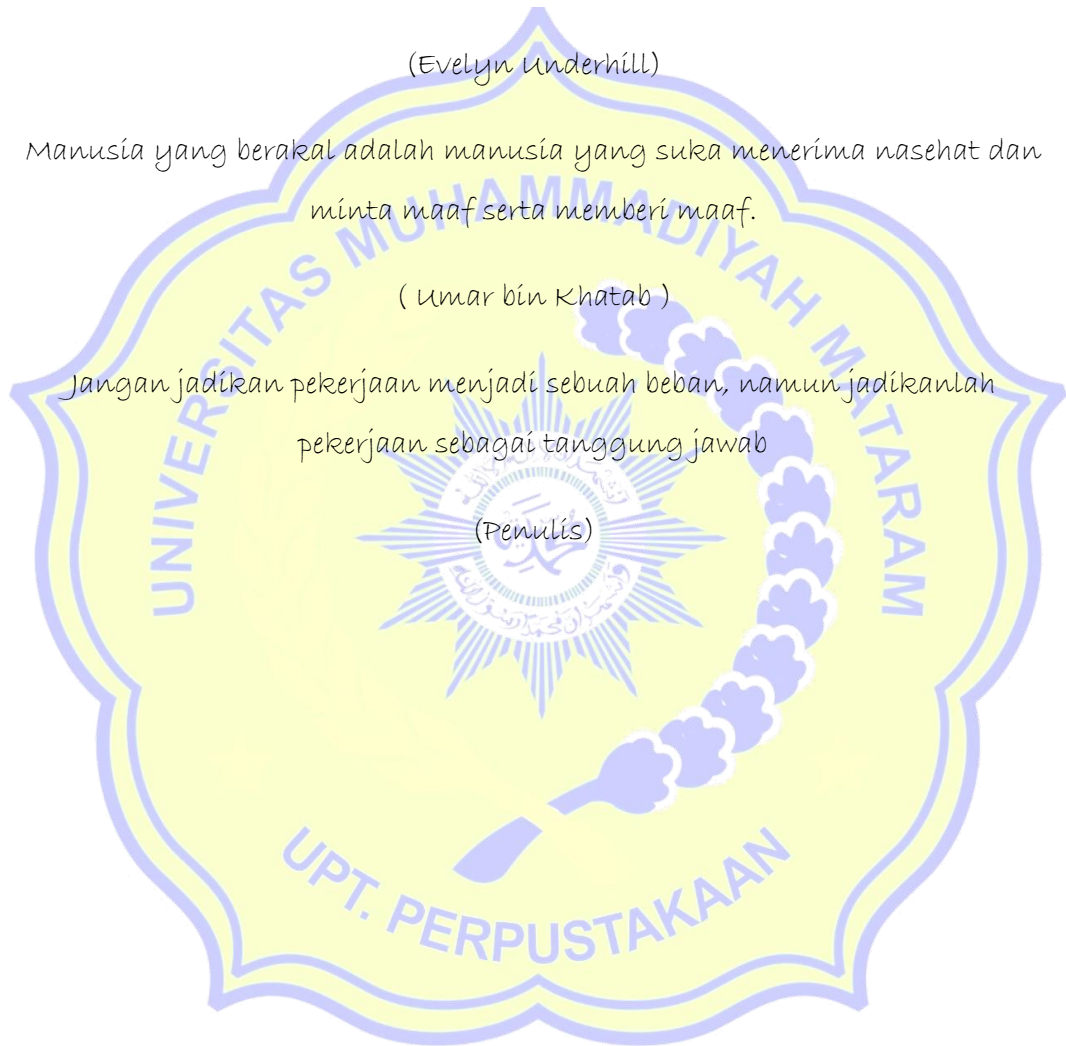 (Evelyn Underhill)
Manusia yang berakal adalah manusia yang suka menerima nasehat dan
minta maaf serta memberi maaf.
( Umar bin Khatab )
Jangan jadikan pekerjaan menjadi sebuah beban, namun jadikanlah
pekerjaan sebagai tanggung jawab
(Penulis)
UNIVERSITAS MUHAMMADIYAH MATARAM
UPT. PERPUSTAKAAN